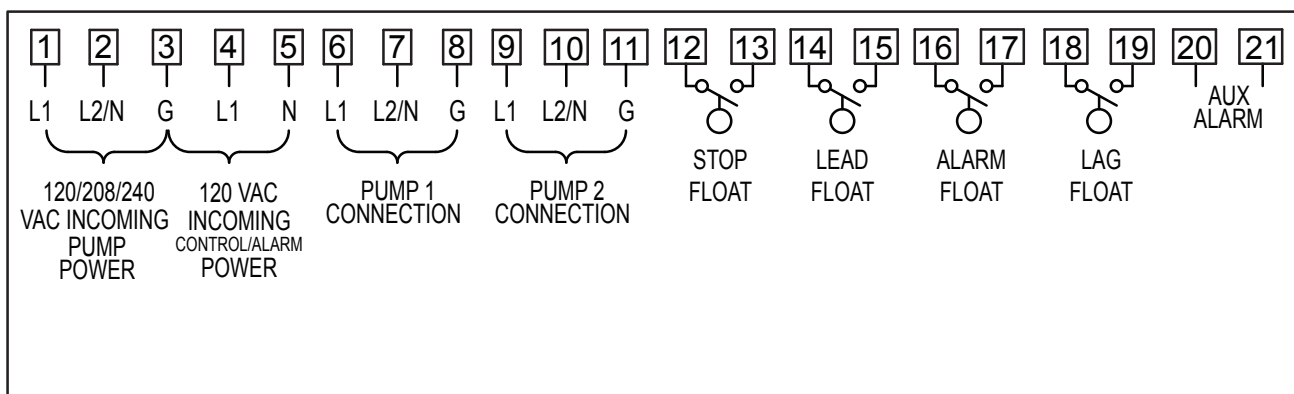 1 2 3 4 5 6 7 8 9 10 11 12 13 14 15 16 17 18 19 20 21
L1 L2/N G L1 N L1 L2/N G L1 L2/N G
120/208/240
VAC INCOMING
PUMP
POWER
120 VAC
INCOMING
CONTROL/ALARM
POWER
PUMP 1
CONNECTION
PUMP 2
CONNECTION
STOP
FLOAT
LEAD
FLOAT
ALARM
FLOAT
LAG
FLOAT
AUX
ALARM